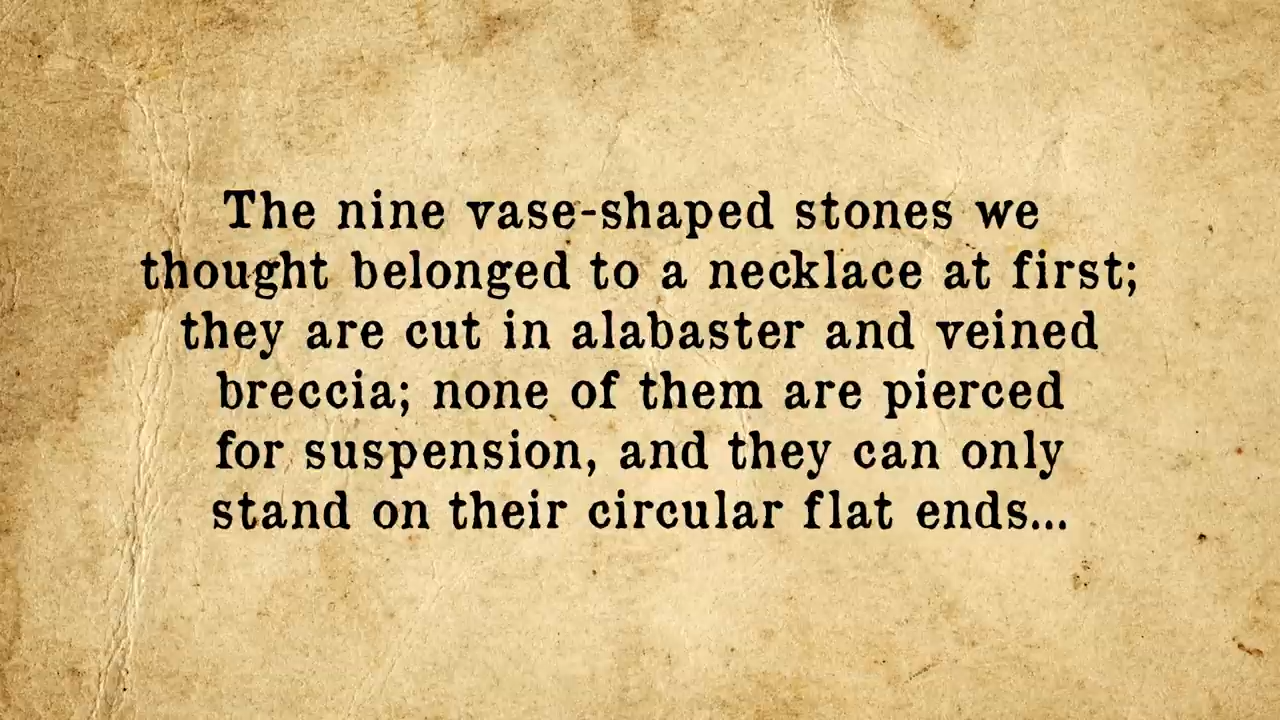 The nine vase-shaped stones we
thought belonged to a necklace at first;
they are cut in alabaster and veined
breccia; none of them are pierced
for suspension, and they can only
stand on their circular flat ends...